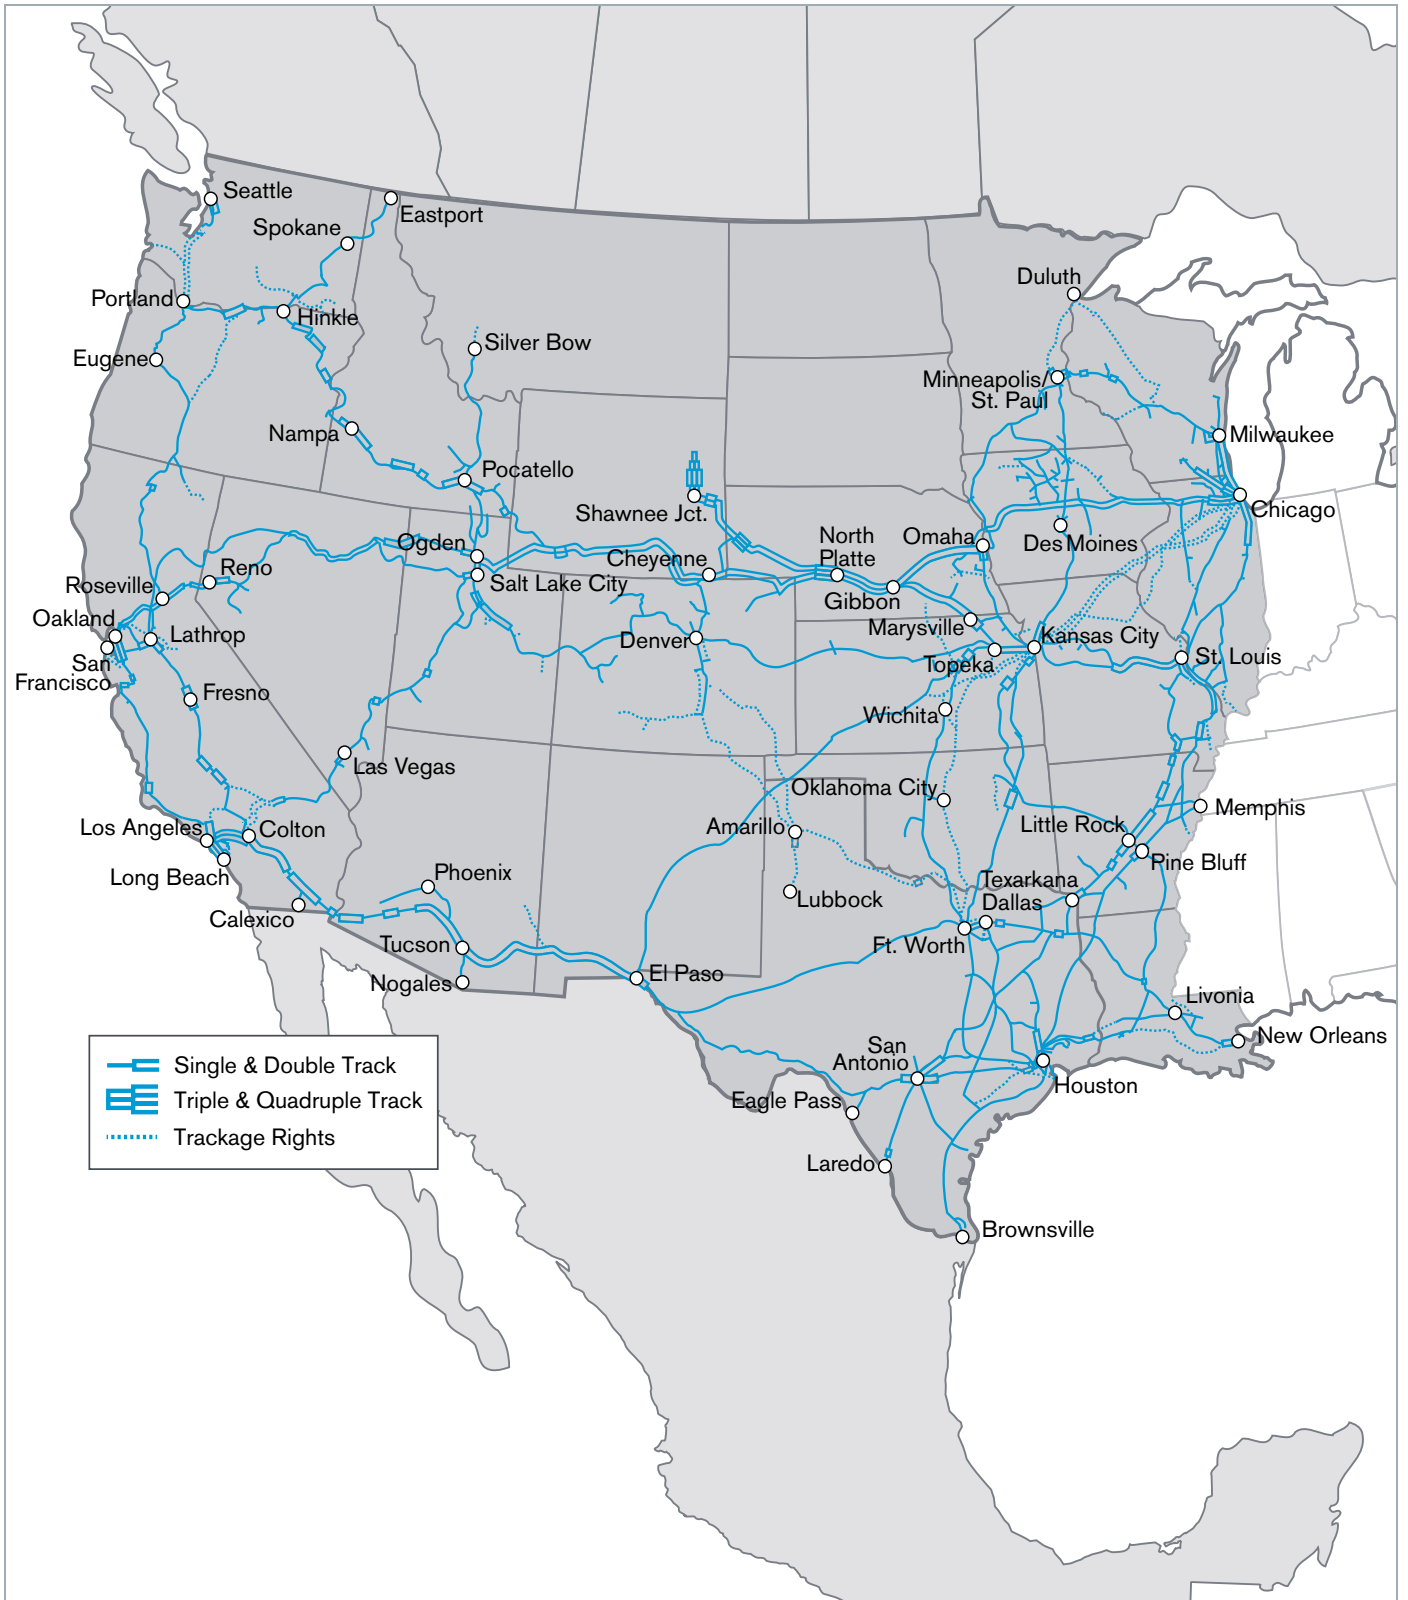 Seattle
Eastport
Spokane
Duluth
Portland
Hinkle
Silver Bow
Eugene
Minneapolis/
St. Paul
Nampa
Milwaukee
Pocatello
Shawnee Jct.
Chicago
Ogden
Cheyenne
North
Platte
Omaha
Des Moines
Reno
Roseville
Salt Lake City
Gibbon
Oakland
Lathrop
Denver
Marysville
Kansas City
San
Francisco
Topeka
St. Louis
Fresno
Wichita
Las Vegas
Oklahoma City
Memphis
Los Angeles
Colton
Amarillo
Little Rock
Pine Bluff
Long Beach
Phoenix
Lubbock
Texarkana
Dallas
Calexico
Tucson
Ft. Worth
Nogales
El Paso
Livonia
New Orleans
San
Antonio
Single & Double Track
Houston
Triple & Quadruple Track
Eagle Pass
Trackage Rights
Laredo
Brownsville